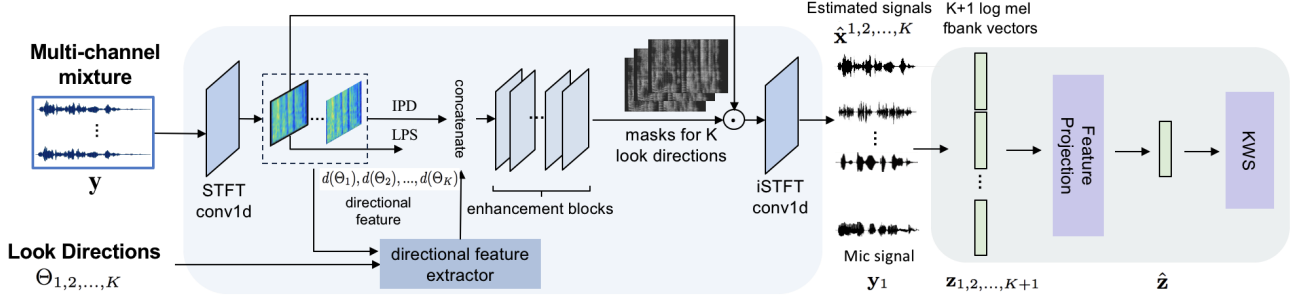 Multi-channel
mixture
y
Look Directions
Θ1,2,...,K
STFT
conv1d
IPD
LPS
d(Θ1), d(Θ2), ..., d(ΘK)
directional
feature
directional feature
extractor
concatenate
enhancement blocks
masks for K
look directions
iSTFT
conv1d
Estimated signals
x̂1,2,...,K
Mic signal
y1
K+1 log mel
fbank vectors
z1,2,...,K+1
Feature
Projection
ẑ
KWS